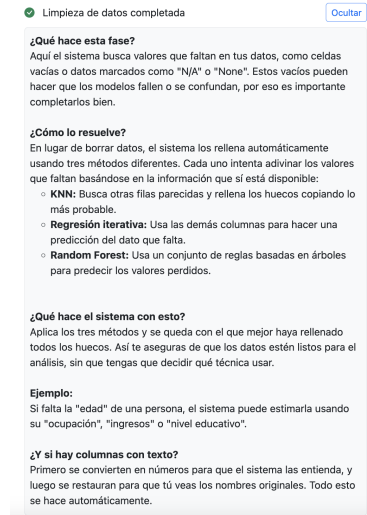 Limpieza de datos completada
Ocultar
¿Qué hace esta fase?
Aquí el sistema busca valores que faltan en tus datos, como celdas
vacías o datos marcados como "N/A" o "None". Estos vacíos pueden
hacer que los modelos fallen o se confundan, por eso es importante
completarlos bien.
¿Cómo lo resuelve?
En lugar de borrar datos, el sistema los rellena automáticamente
usando tres métodos diferentes. Cada uno intenta adivinar los valores
que faltan basándose en la información que sí está disponible:
KNN: Busca otras filas parecidas y rellena los huecos copiando lo
más probable.
Regresión iterativa: Usa las demás columnas para hacer una
predicción del dato que falta.
Random Forest: Usa un conjunto de reglas basadas en árboles
para predecir los valores perdidos.
¿Qué hace el sistema con esto?
Aplica los tres métodos y se queda con el que mejor haya rellenado
todos los huecos. Así te aseguras de que los datos estén listos para el
análisis, sin que tengas que decidir qué técnica usar.
Ejemplo:
Si falta la "edad" de una persona, el sistema puede estimarla usando
su "ocupación", "ingresos" o "nivel educativo".
¿Y si hay columnas con texto?
Primero se convierten en números para que el sistema las entienda, y
luego se restauran para que tú veas los nombres originales. Todo esto
se hace automáticamente.